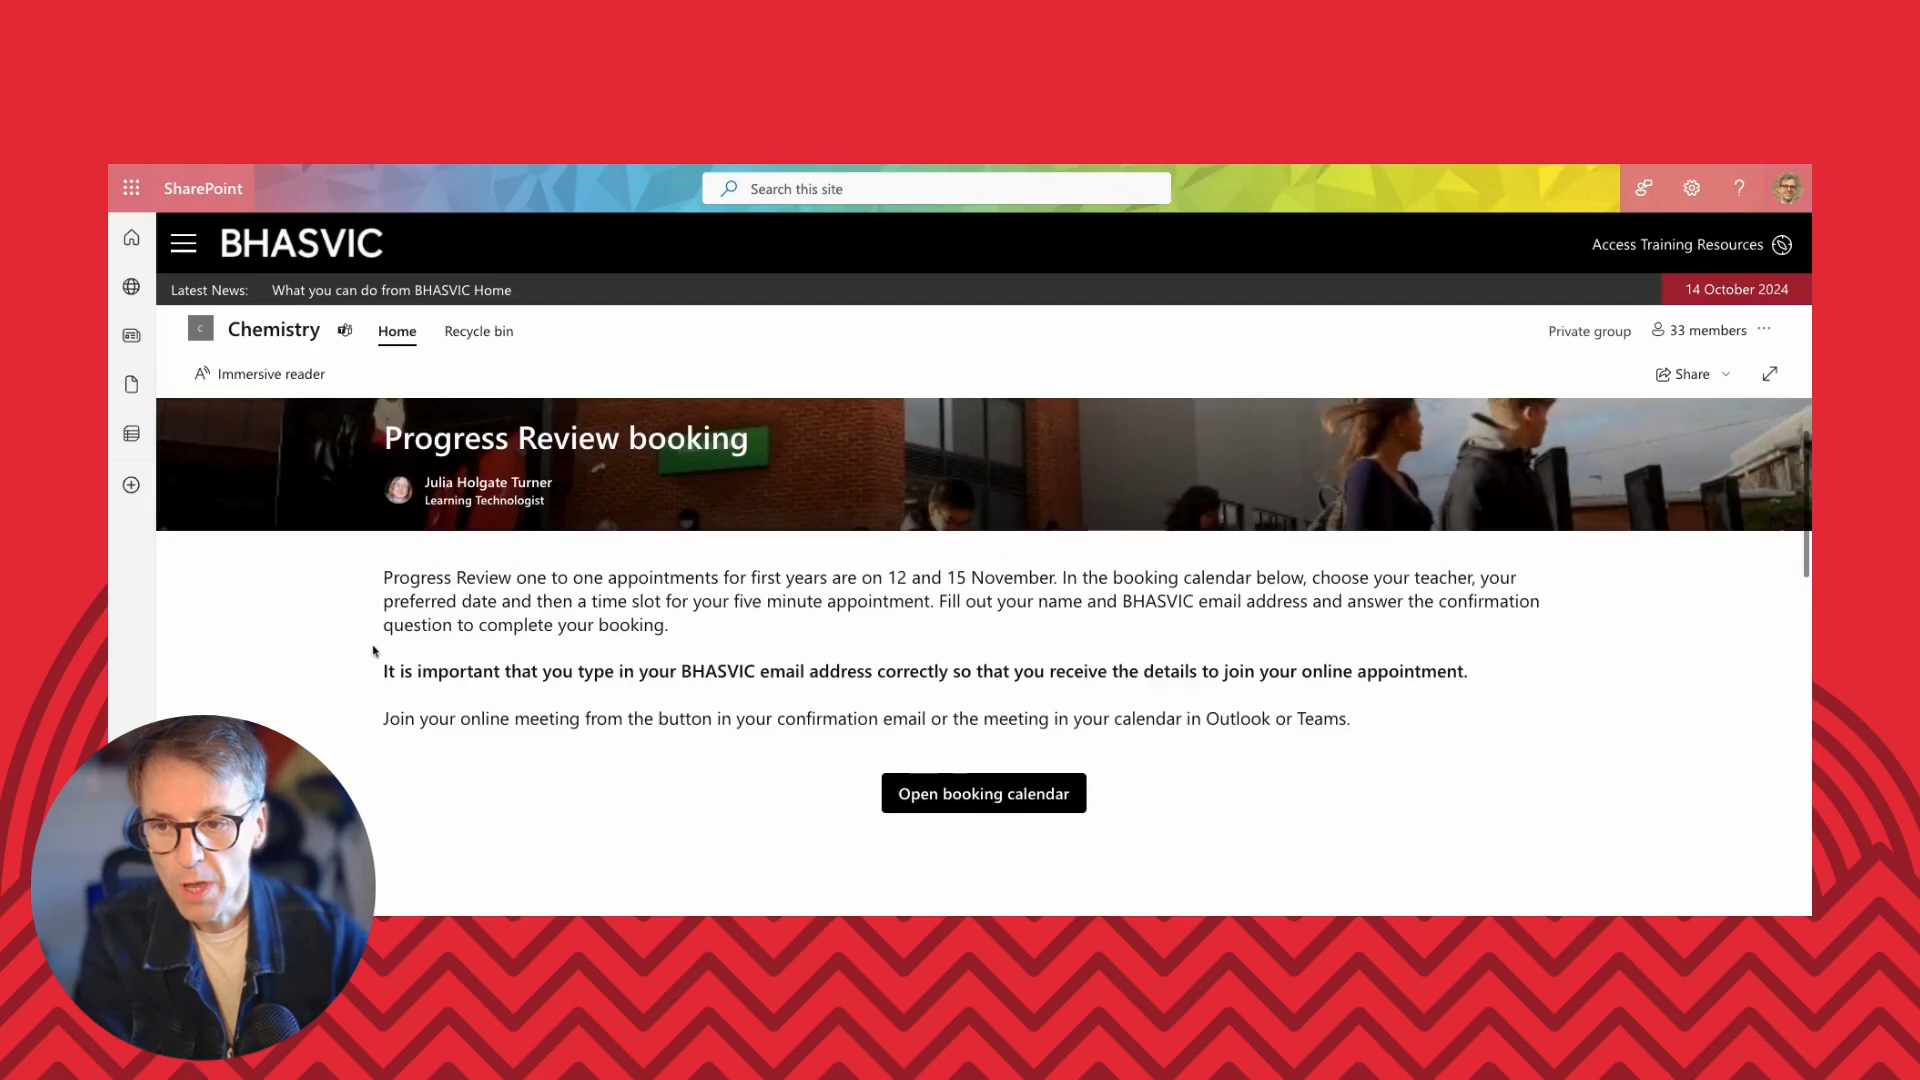 SharePoint
Search this site
?
BHASVIC
Access Training Resources
Latest News: What you can do from BHASVIC Home
14 October 2024
C
Chemistry
Home
Recycle bin
Private group
33 members
Immersive reader
Share
Progress Review booking
Julia Holgate Turner
Learning Technologist
Progress Review one to one appointments for first years are on 12 and 15 November. In the booking calendar below, choose your teacher, your
preferred date and then a time slot for your five minute appointment. Fill out your name and BHASVIC email address and answer the confirmation
question to complete your booking.
It is important that you type in your BHASVIC email address correctly so that you receive the details to join your online appointment.
Join your online meeting from the button in your confirmation email or the meeting in your calendar in Outlook or Teams.
Open booking calendar